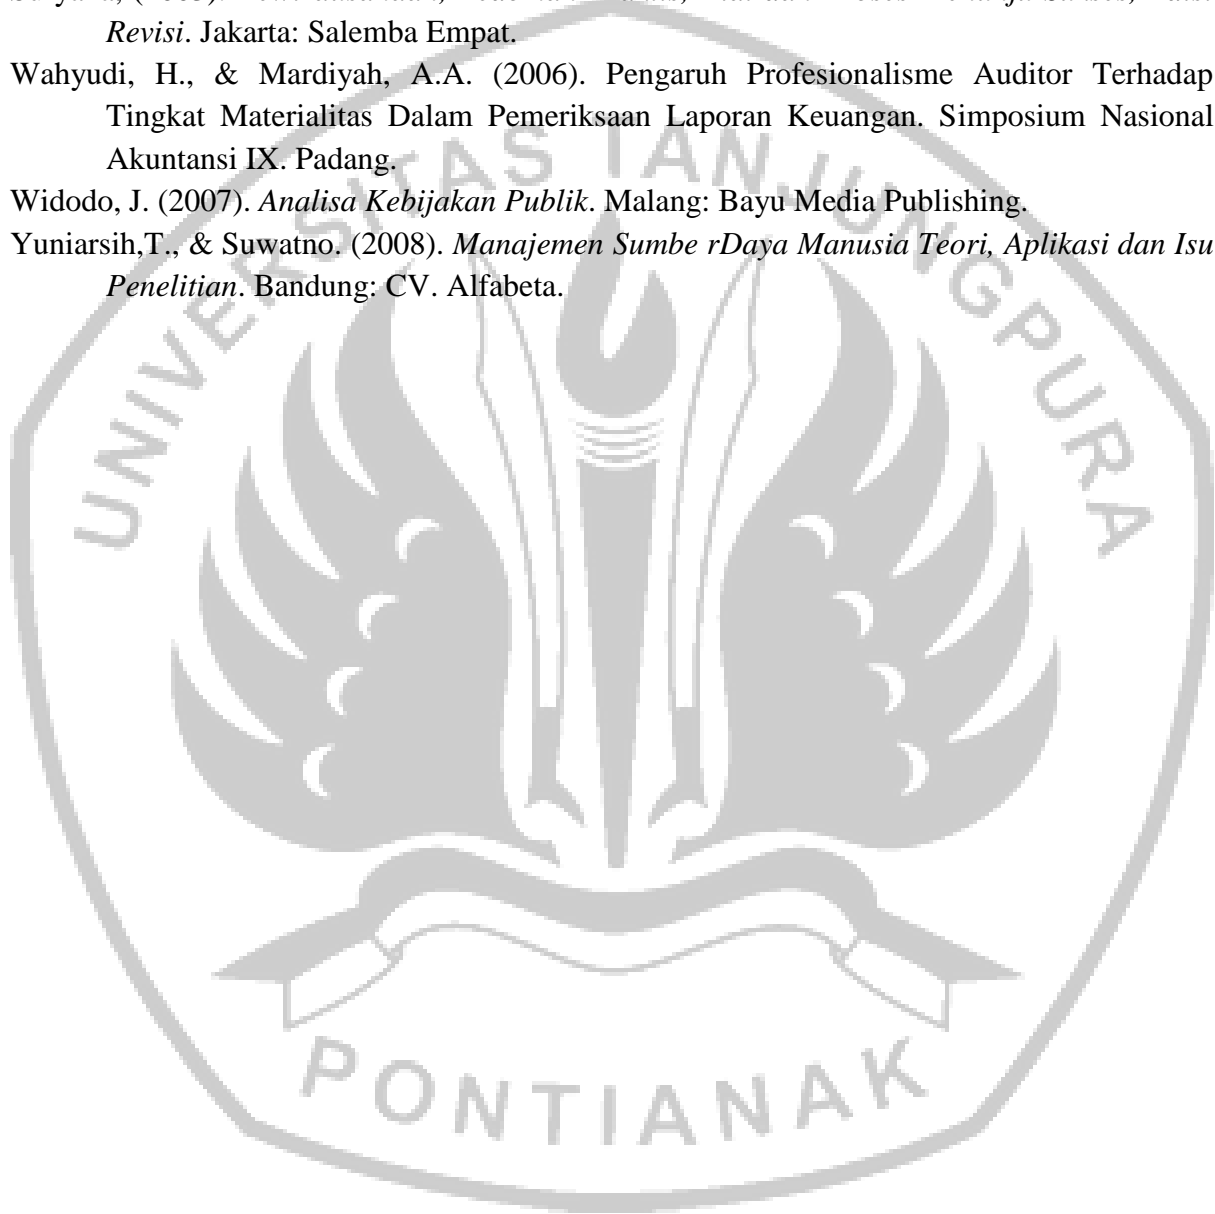 Revisi. Jakarta: Salemba Empat.
Wahyudi, H., & Mardiyah, A.A. (2006). Pengaruh Profesionalisme Auditor Terhadap
Tingkat Materialitas Dalam Pemeriksaan Laporan Keuangan. Simposium Nasional
Akuntansi IX. Padang.
Widodo, J. (2007). Analisa Kebijakan Publik. Malang: Bayu Media Publishing.
Yuniarsih,T., & Suwatno. (2008). Manajemen Sumbe rDaya Manusia Teori, Aplikasi dan Isu
Penelitian. Bandung: CV. Alfabeta.
UNIVERSITAS TANJUNGPURA
PONTIANAK